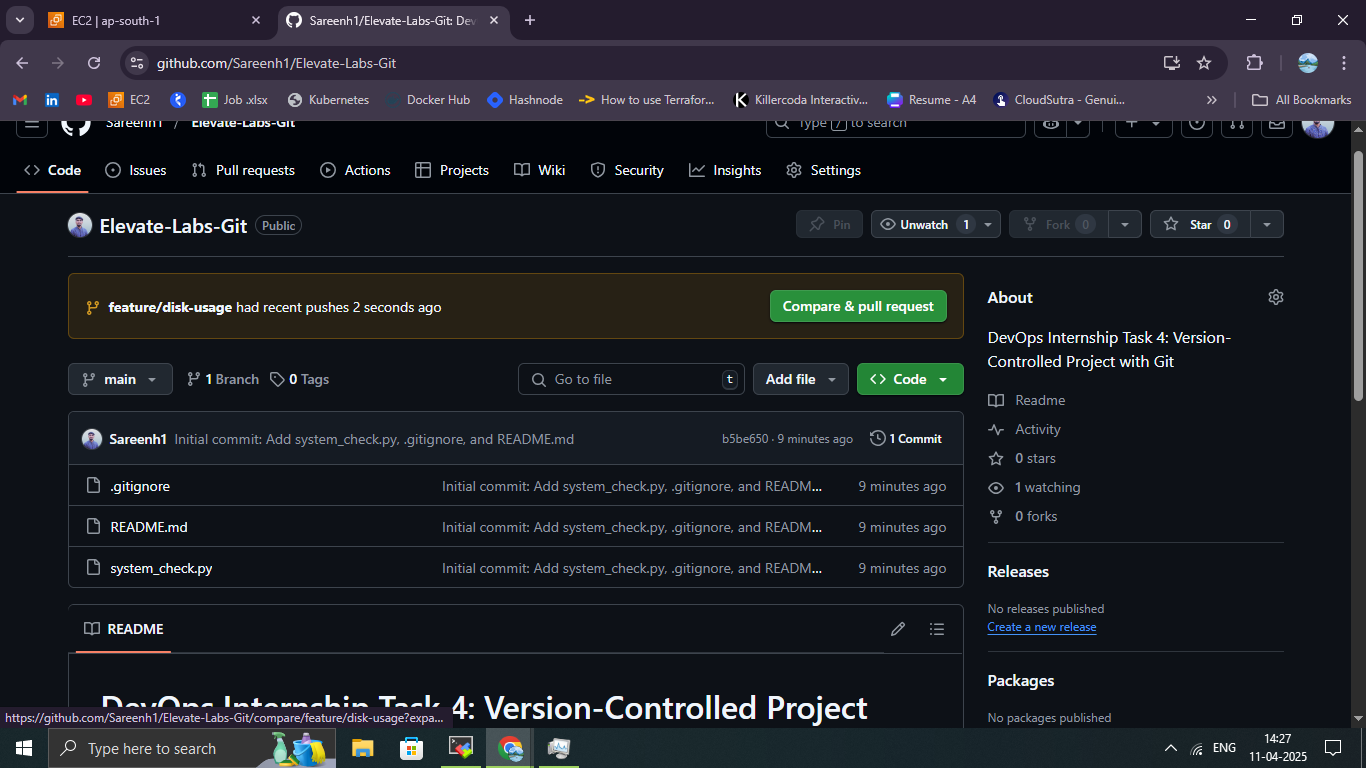 EC2 | ap-south-1
Sareenh1/Elevate-Labs-Git: Dev
github.com/Sareenh1/Elevate-Labs-Git
EC2
Job .xlsx
Kubernetes
Docker Hub
Hashnode
How to use Terrafor...
Killercoda Interactiv...
Resume - A4
CloudSutra - Genui...
All Bookmarks
Sareenh1 / Elevate-Labs-Git
Type / to search
Code
Issues
Pull requests
Actions
Projects
Wiki
Security
Insights
Settings
Elevate-Labs-Git Public
Pin
Unwatch 1
Fork 0
Star 0
feature/disk-usage had recent pushes 2 seconds ago
Compare & pull request
main
1 Branch
0 Tags
Go to file t
Add file
Code
Sareenh1 Initial commit: Add system_check.py, .gitignore, and README.md
b5be650 · 9 minutes ago
1 Commit
.gitignore Initial commit: Add system_check.py, .gitignore, and READM... 9 minutes ago
README.md Initial commit: Add system_check.py, .gitignore, and READM... 9 minutes ago
system_check.py Initial commit: Add system_check.py, .gitignore, and READM... 9 minutes ago
README
DevOps Internship Task 4: Version-Controlled Project
About
DevOps Internship Task 4: Version-
Controlled Project with Git
Readme
Activity
0 stars
1 watching
0 forks
Releases
No releases published
Create a new release
Packages
No packages published
https://github.com/Sareenh1/Elevate-Labs-Git/compare/feature/disk-usage?expa...
Type here to search
ENG
14:27
11-04-2025